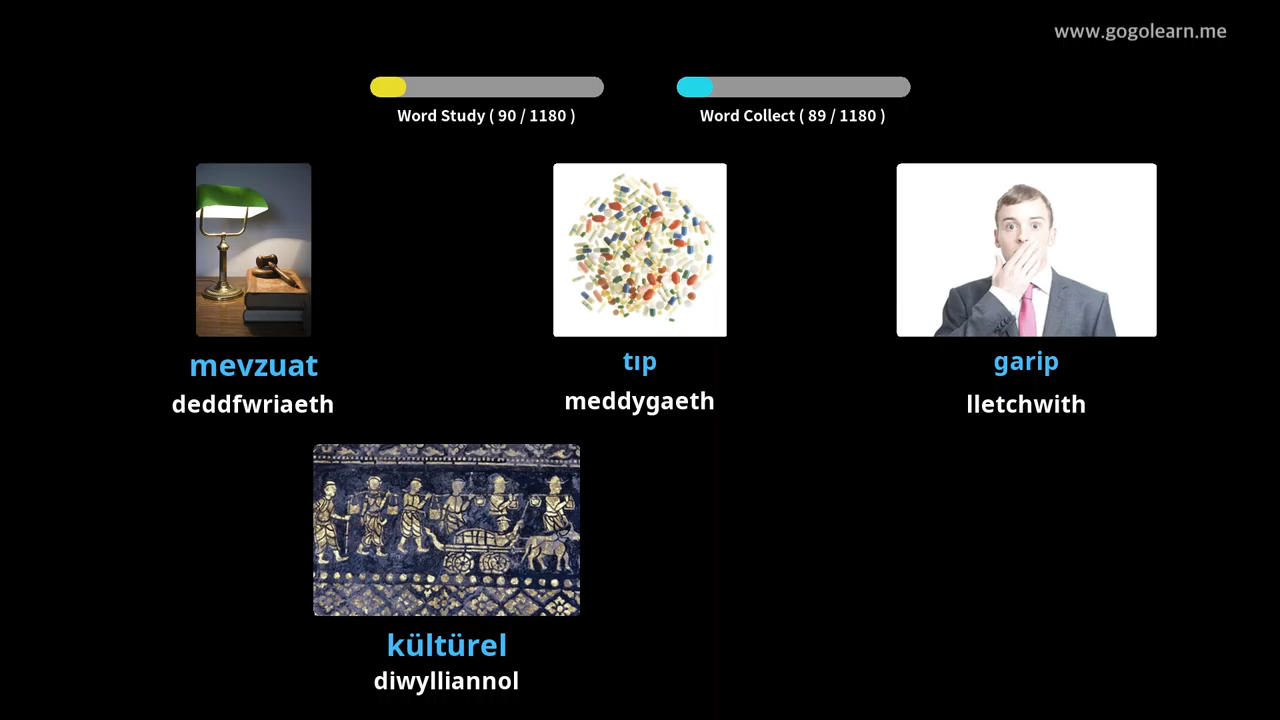 www.gogolearn.me
Word Study ( 90 / 1180 )
Word Collect ( 89 / 1180 )
mevzuat
deddfwriaeth
tıp
meddygaeth
garip
lletchwith
kültürel
diwylliannol